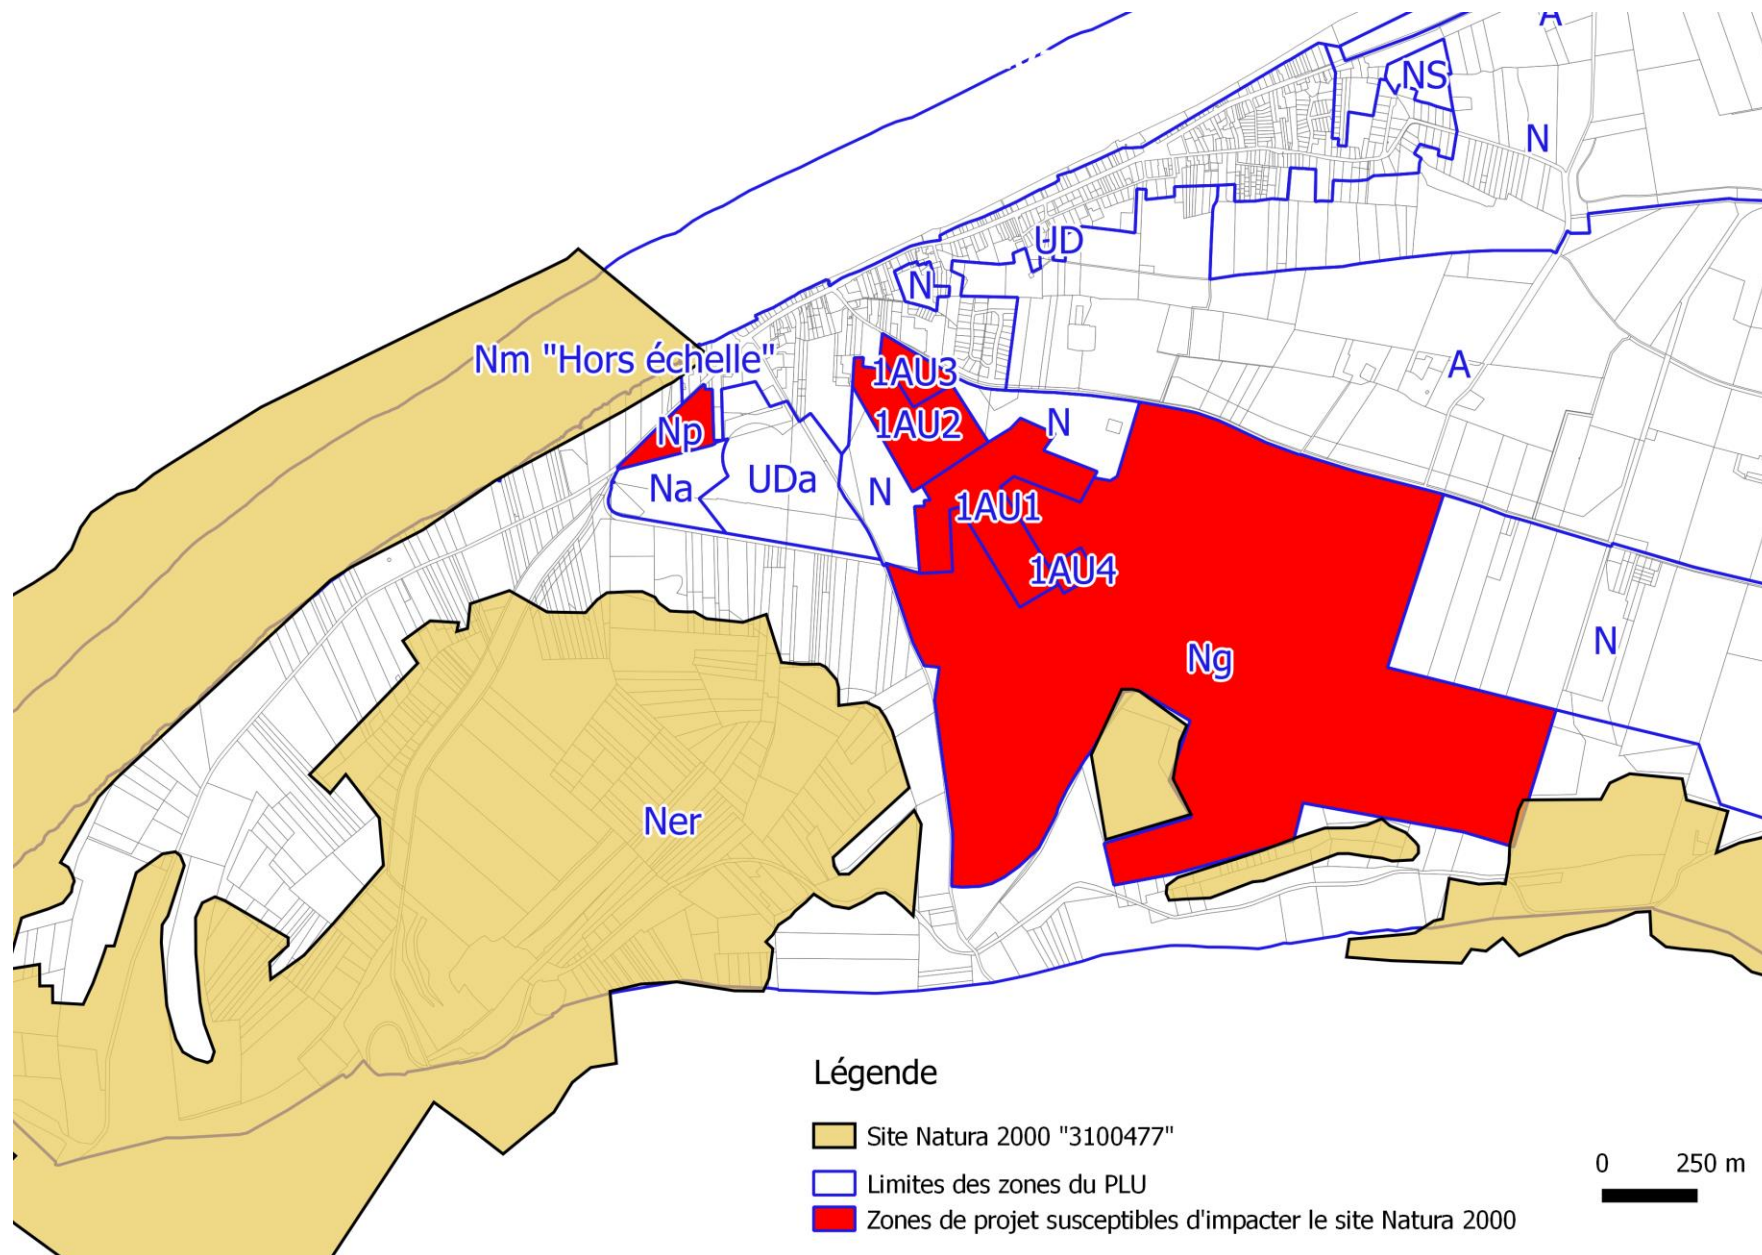 A
NS
N
UD
N
Nm "Hors échelle"
A
1AU3
Np
1AU2
N
Na
UDa
N
1AU1
1AU4
Ng
N
Ner
Légende
Site Natura 2000 "3100477"
Limites des zones du PLU
Zones de projet susceptibles d'impacter le site Natura 2000
0 250 m